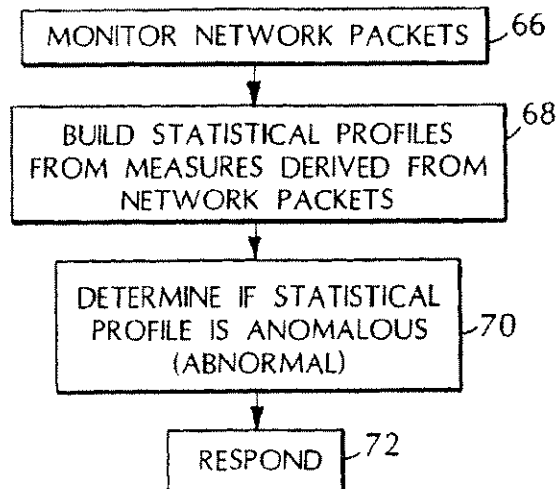 MONITOR NETWORK PACKETS 66
BUILD STATISTICAL PROFILES 68
FROM MEASURES DERIVED FROM
NETWORK PACKETS
DETERMINE IF STATISTICAL
PROFILE IS ANOMALOUS 70
(ABNORMAL)
RESPOND 72